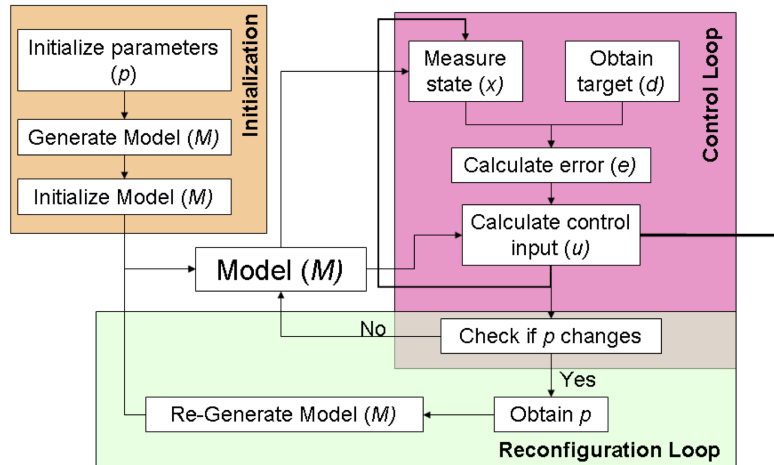 Initialize parameters
(p)
Generate Model (M)
Initialize Model (M)
Initialization
Measure
state (x)
Obtain
target (d)
Calculate error (e)
Calculate control
input (u)
Control Loop
Model (M)
No
Check if p changes
Yes
Re-Generate Model (M)
Obtain p
Reconfiguration Loop